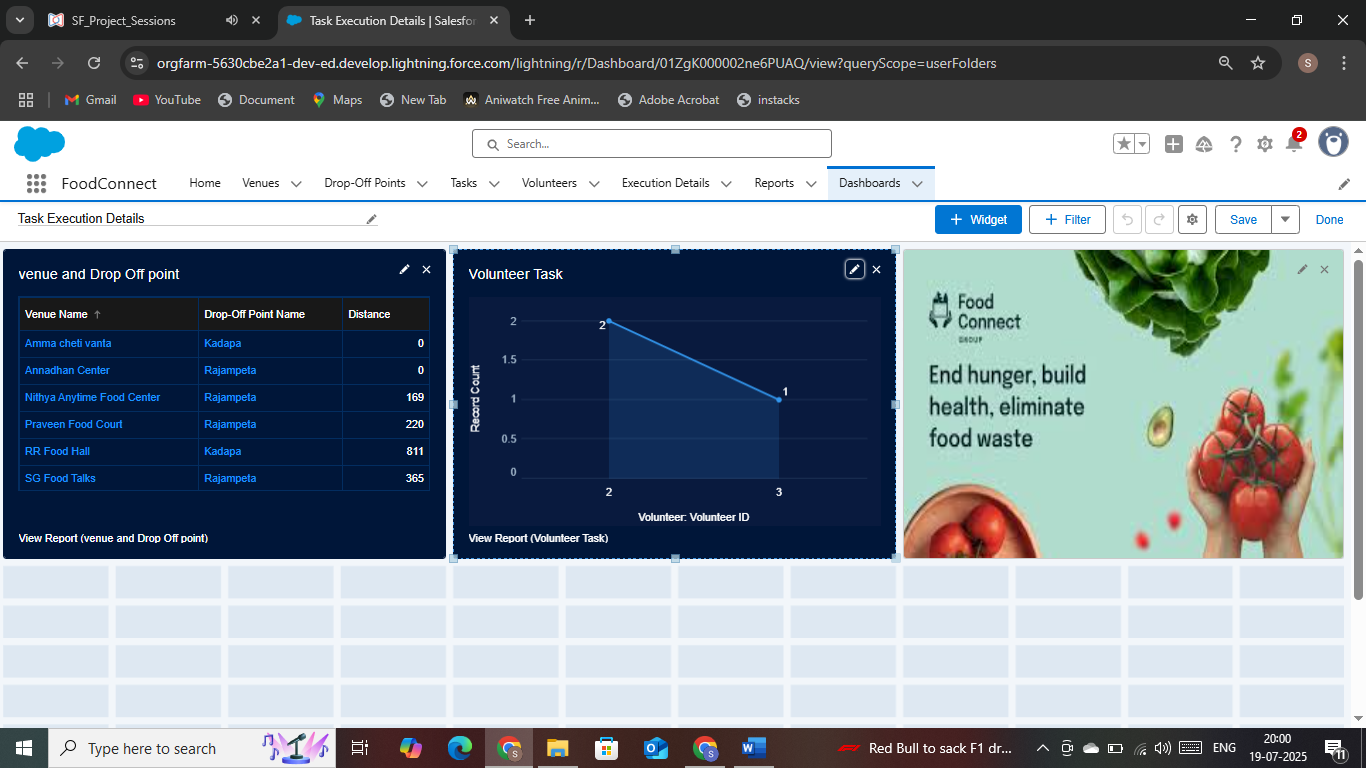 SF_Project_Sessions
Task Execution Details | Salesfor
orgfarm-5630cbe2a1-dev-ed.develop.lightning.force.com/lightning/r/Dashboard/01ZgK000002ne6PUAQ/view?queryScope=userFolders
S
Gmail YouTube Document Maps New Tab Aniwatch Free Anim... Adobe Acrobat instacks
Search...
2
FoodConnect Home Venues Drop-Off Points Tasks Volunteers Execution Details Reports Dashboards
Task Execution Details
+ Widget + Filter Save Done
venue and Drop Off point
Venue Name ↑ Drop-Off Point Name Distance
Amma cheti vanta Kadapa 0
Annadhan Center Rajampeta 0
Nithya Anytime Food Center Rajampeta 169
Praveen Food Court Rajampeta 220
RR Food Hall Kadapa 811
SG Food Talks Rajampeta 365
View Report (venue and Drop Off point)
Volunteer Task
Record Count
2
1.5
1
0.5
0
2
1
2 3
Volunteer: Volunteer ID
View Report (Volunteer Task)
Food
Connect
GROUP
End hunger, build
health, eliminate
food waste
Type here to search
Red Bull to sack F1 dr...
ENG
20:00
19-07-2025
11